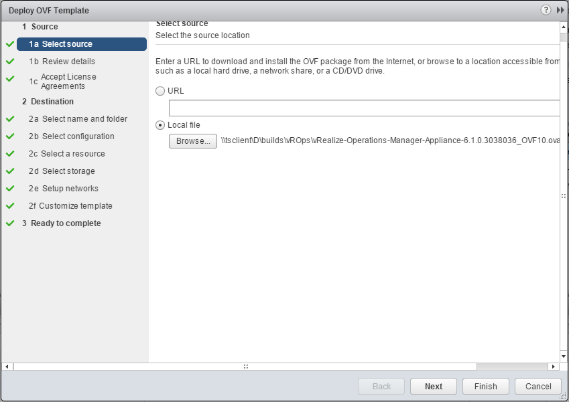 Deploy OVF Template
1 Source
1a Select source
1b Review details
1c Accept License
Agreements
2 Destination
2a Select name and folder
2b Select configuration
2c Select a resource
2d Select storage
2e Setup networks
2f Customize template
3 Ready to complete
Select source
Select the source location
Enter a URL to download and install the OVF package from the Internet, or browse to a location accessible from
such as a local hard drive, a network share, or a CD/DVD drive.
URL
Local file
Browse... \\tsclient\D\builds\vROps\vRealize-Operations-Manager-Appliance-6.1.0.3038036_OVF10.ova
Back Next Finish Cancel